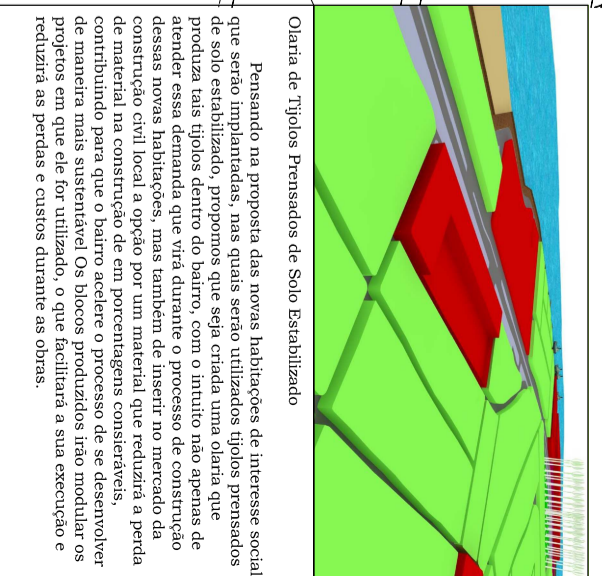 Olaria de Tijolos Prensados de Solo Estabilizado
Pensando na proposta das novas habitações de interesse social
que serão implantadas, nas quais serão utilizados tijolos prensados
de solo estabilizado, propomos que seja criada uma olaria que
produza tais tijolos dentro do bairro, com o intuito não apenas de
atender essa demanda que virá durante o processo de construção
dessas novas habitações, mas também de inserir no mercado da
construção civil local a opção por um material que reduzirá a perda
de material na construção de em porcentagens consieráveis,
contribuindo para que o bairro acelere o processo de se desenvolver
de maneira mais sustentável Os blocos produzidos irão modular os
projetos em que ele for utilizado, o que facilitará a sua execução e
reduzirá as perdas e custos durante as obras.